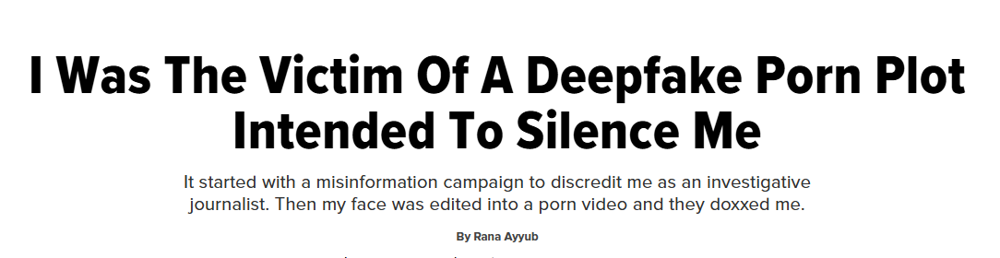 I Was The Victim Of A Deepfake Porn Plot
Intended To Silence Me
It started with a misinformation campaign to discredit me as an investigative
journalist. Then my face was edited into a porn video and they doxxed me.
By Rana Ayyub